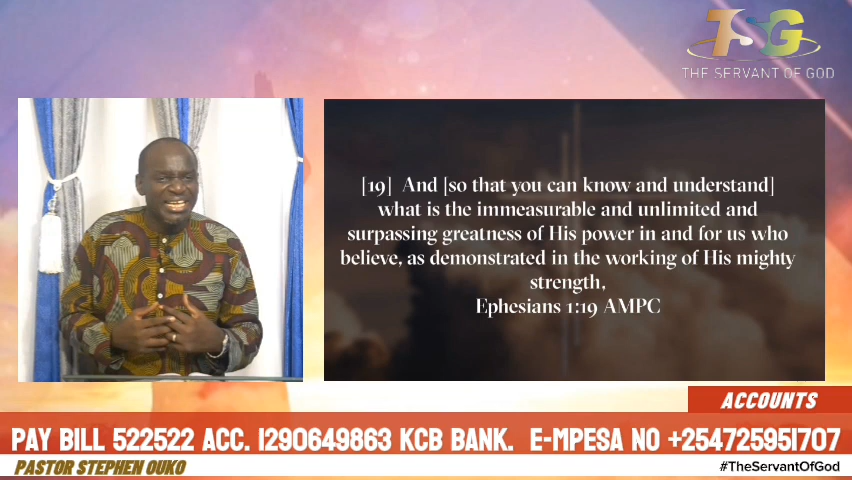 TSG
THE SERVANT OF GOD
[19] And [so that you can know and understand]
what is the immeasurable and unlimited and
surpassing greatness of His power in and for us who
believe, as demonstrated in the working of His mighty
strength,
Ephesians 1:19 AMPC
ACCOUNTS
PAY BILL 522522 ACC. 1290649863 KCB BANK. E-MPESA NO +254725951707
PASTOR STEPHEN OUKO
#TheServantOfGod